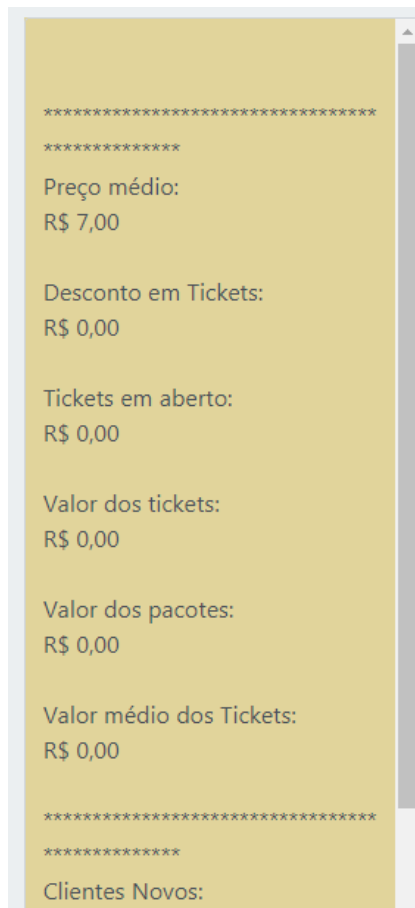 **********************************
**************
Preço médio:
R$ 7,00
Desconto em Tickets:
R$ 0,00
Tickets em aberto:
R$ 0,00
Valor dos tickets:
R$ 0,00
Valor dos pacotes:
R$ 0,00
Valor médio dos Tickets:
R$ 0,00
**********************************
**************
Clientes Novos: